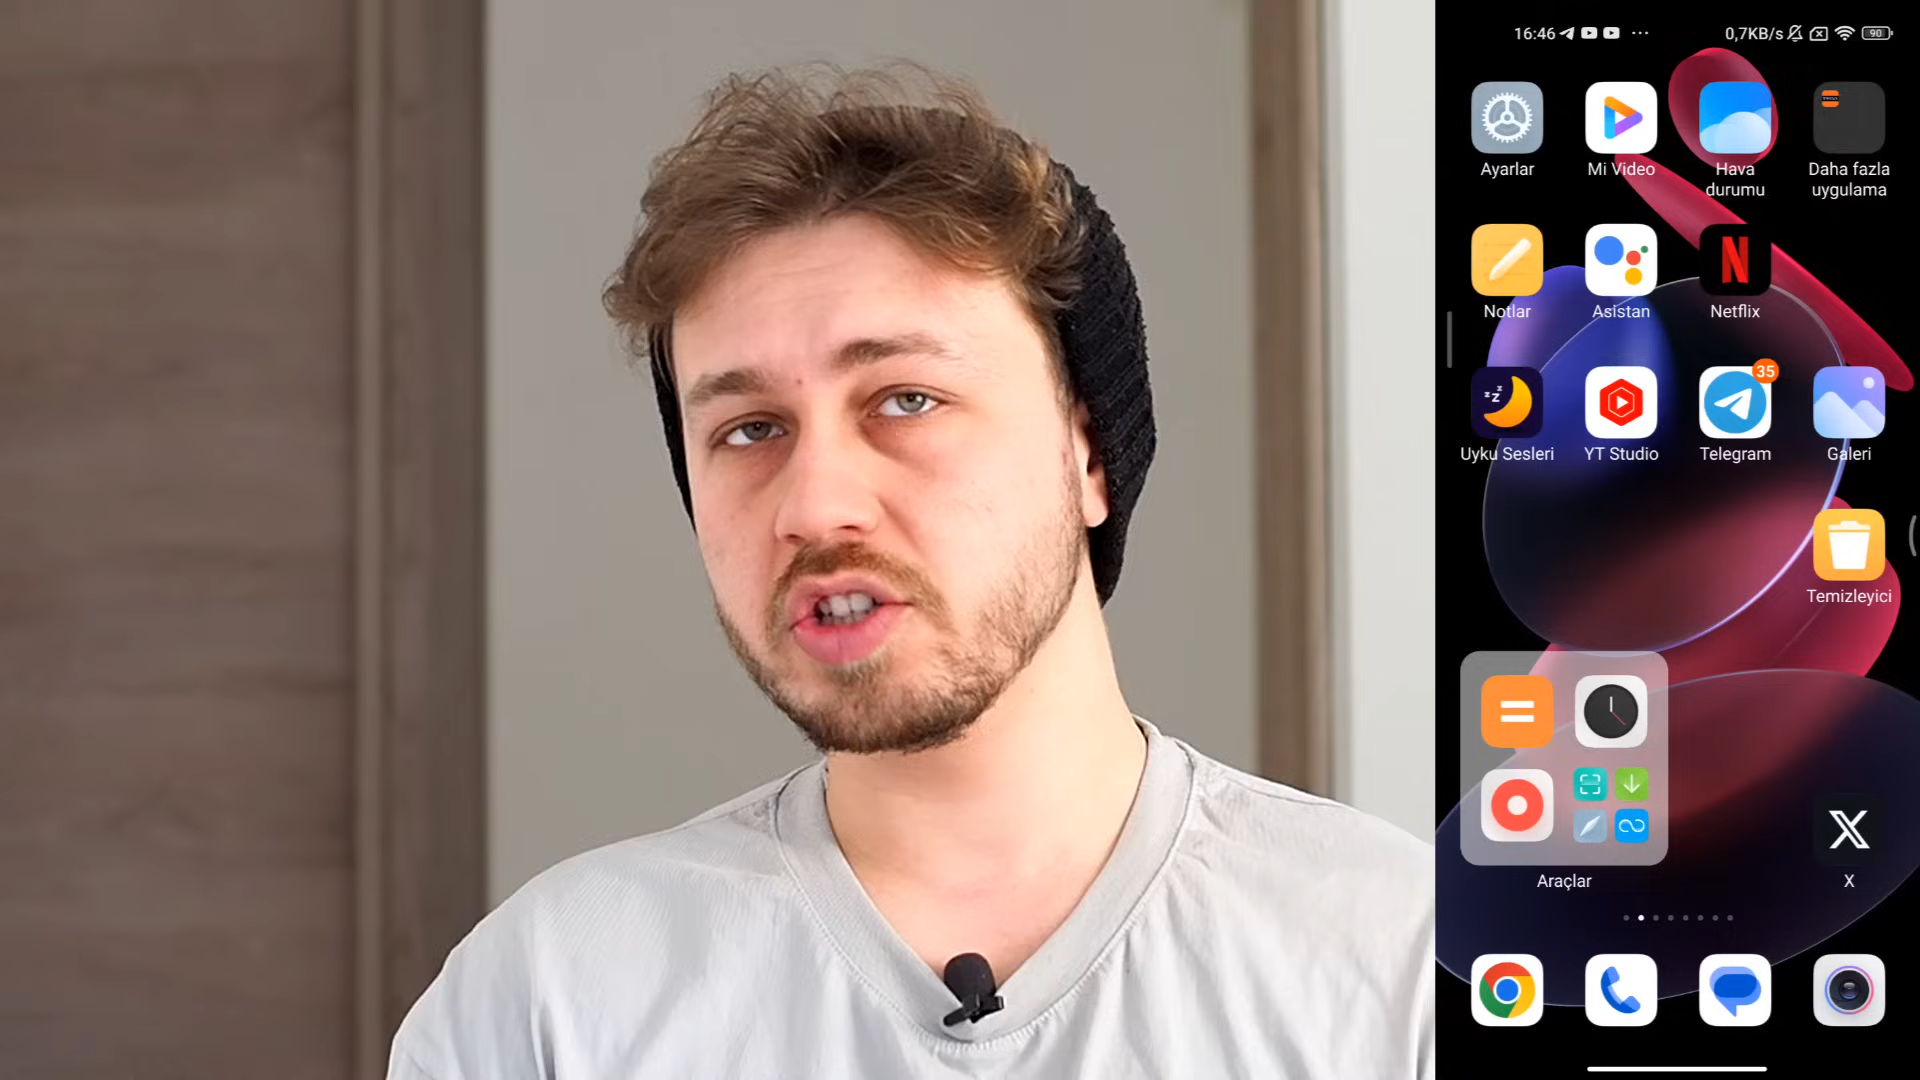 16:46
0,7KB/s
90
Ayarlar
Mi Video
Hava
durumu
Daha fazla
uygulama
Notlar
Asistan
N
Netflix
35
z z
Uyku Sesleri
YT Studio
Telegram
Galeri
Temizleyici
X
Araçlar
X